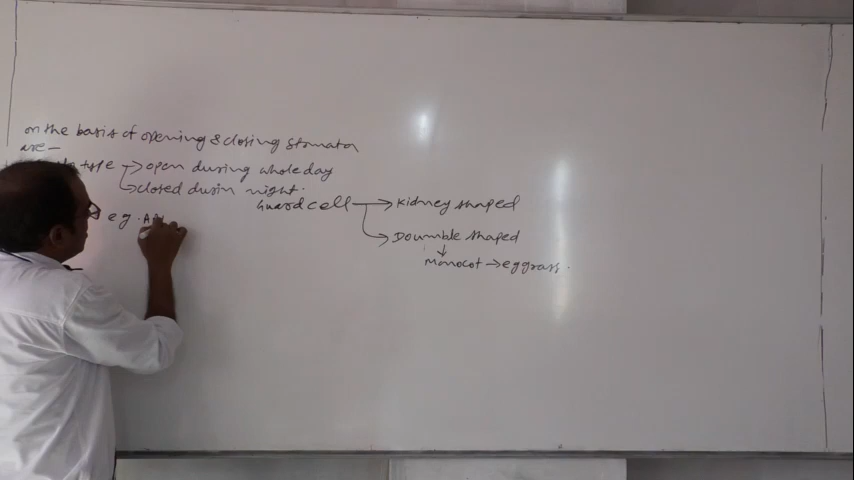 on the basis of opening & closing stomata
are-
type → open during whole day
→ closed durin night.
Guard cell → Kidney shaped
eg.
→ Doumble shaped
↓
Monocot → eg grass.